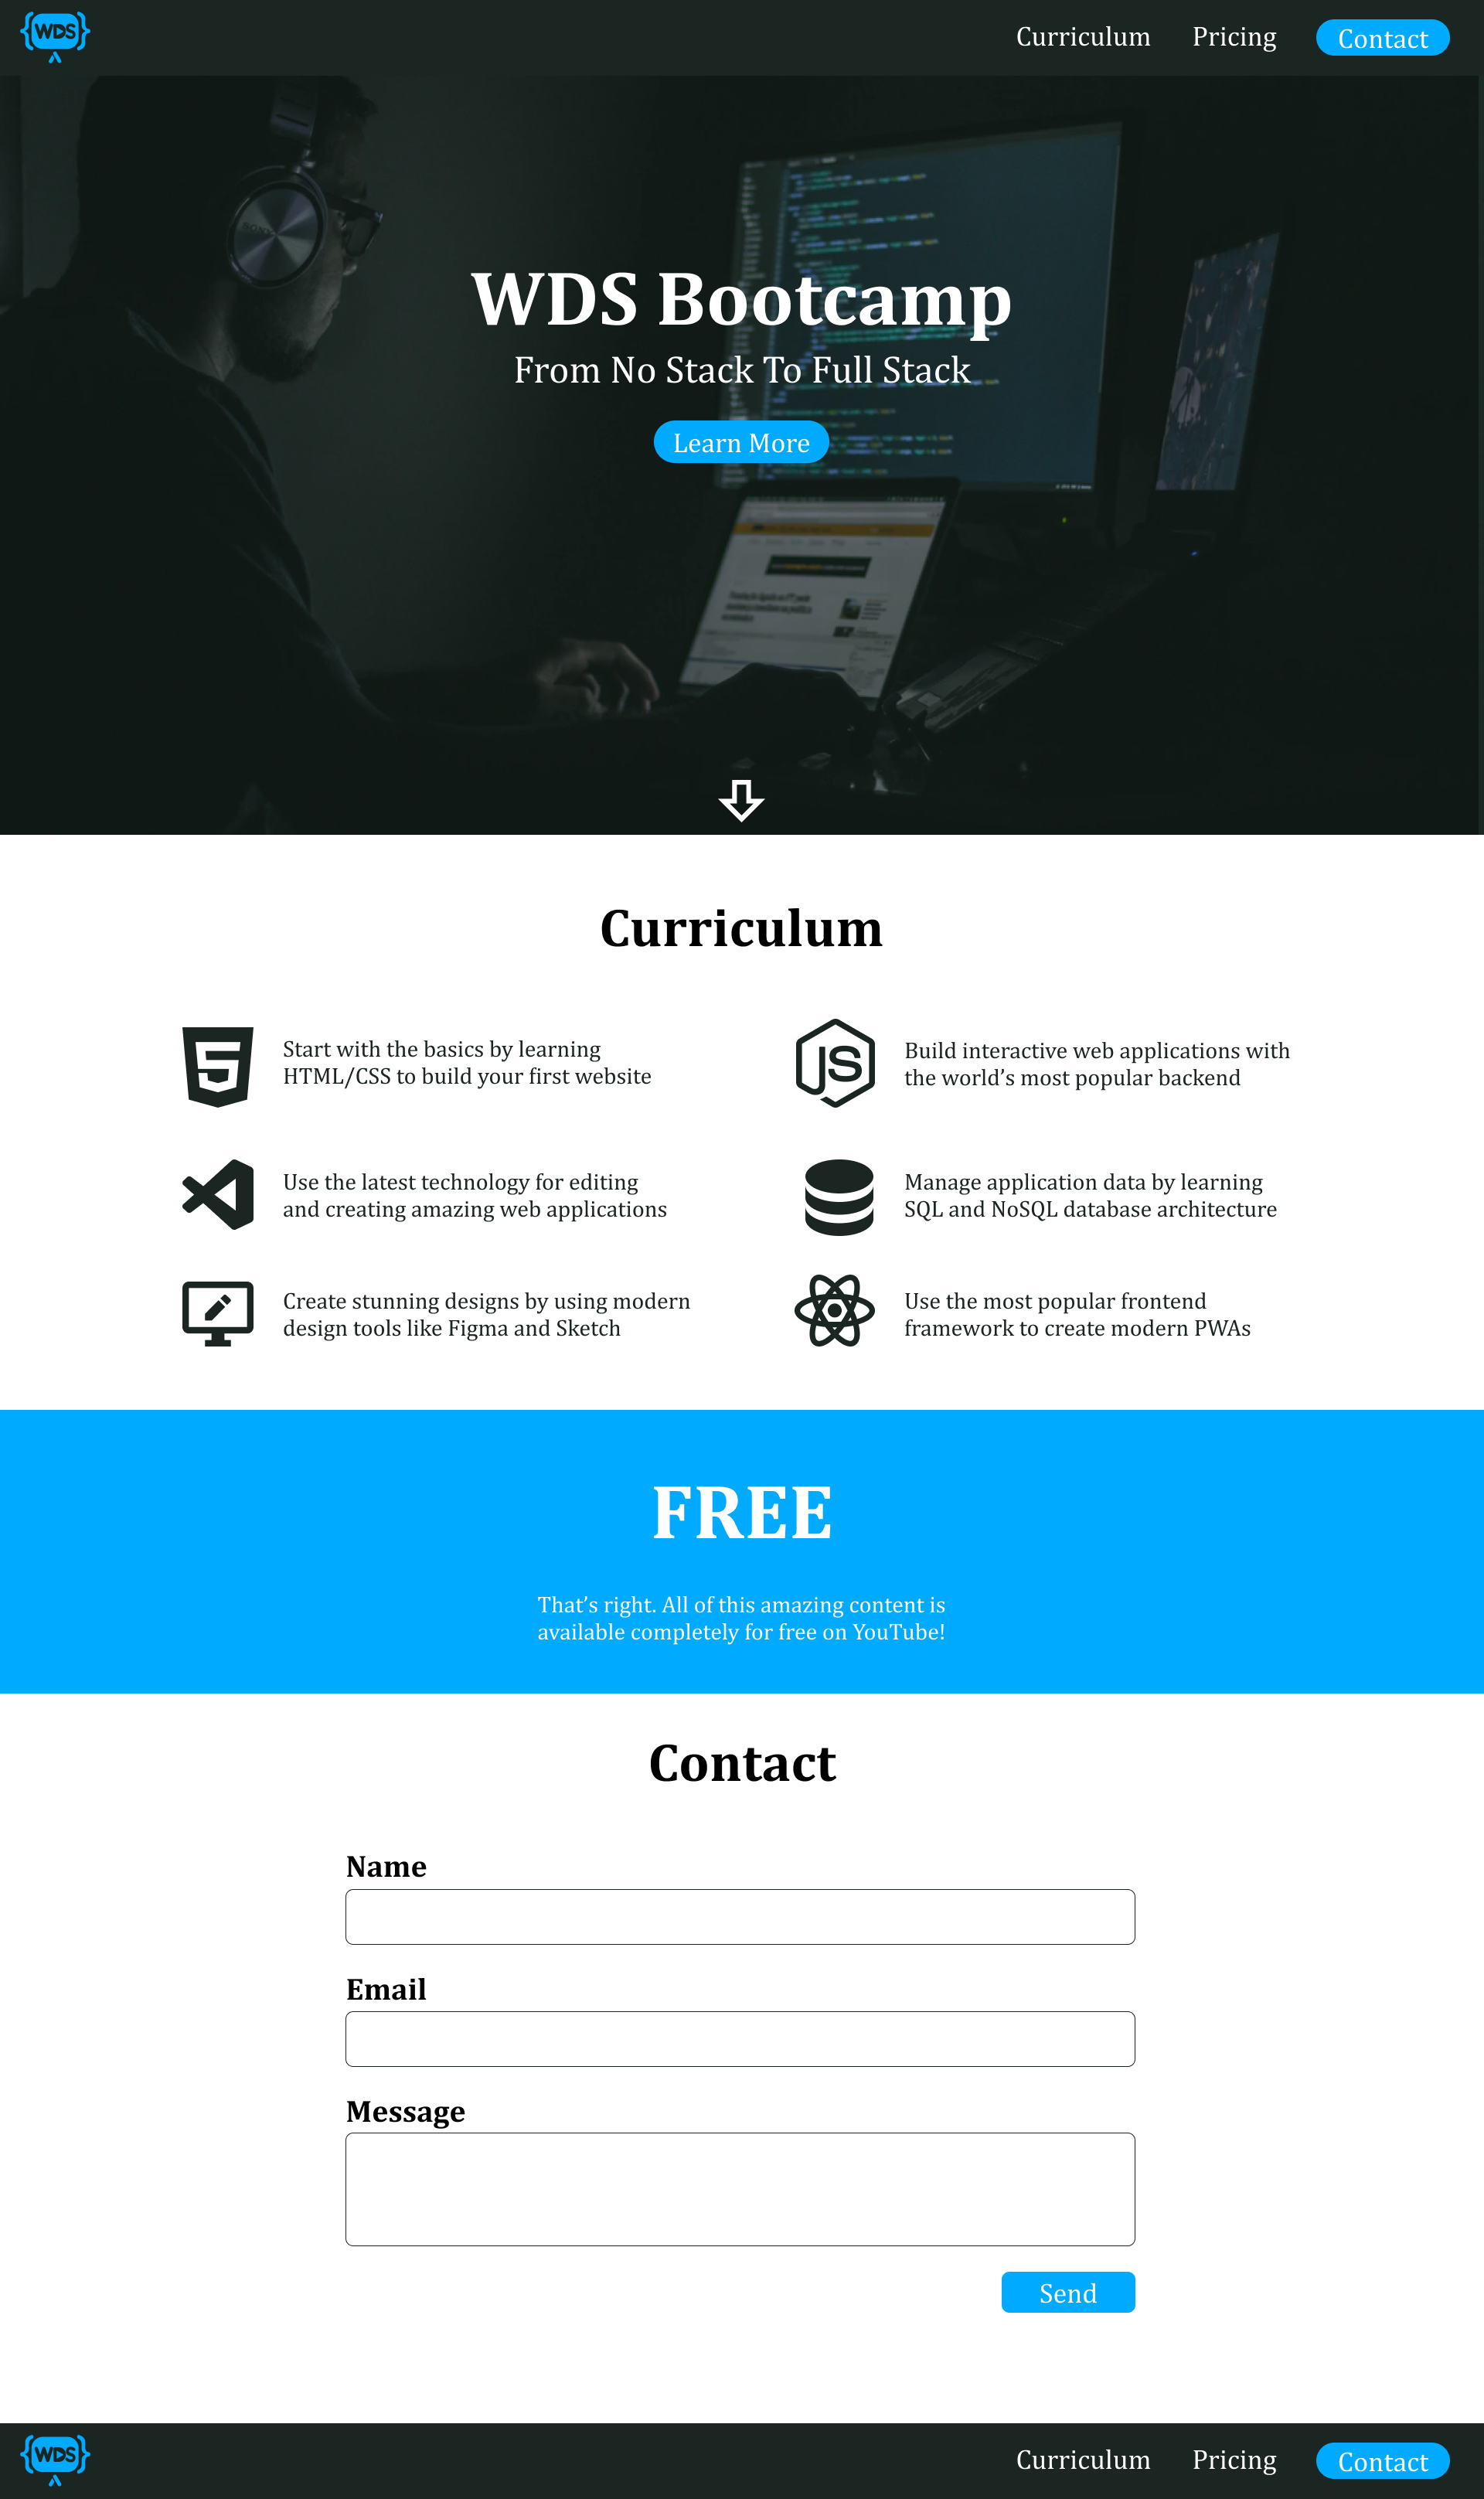 WDS
Curriculum
Pricing
Contact
SONY
WDS Bootcamp
From No Stack To Full Stack
Learn More
Curriculum
Start with the basics by learning
HTML/CSS to build your first website
JS
Build interactive web applications with
the world’s most popular backend
Use the latest technology for editing
and creating amazing web applications
Manage application data by learning
SQL and NoSQL database architecture
Create stunning designs by using modern
design tools like Figma and Sketch
Use the most popular frontend
framework to create modern PWAs
FREE
That’s right. All of this amazing content is
available completely for free on YouTube!
Contact
Name
Email
Message
Send
WDS
Curriculum
Pricing
Contact